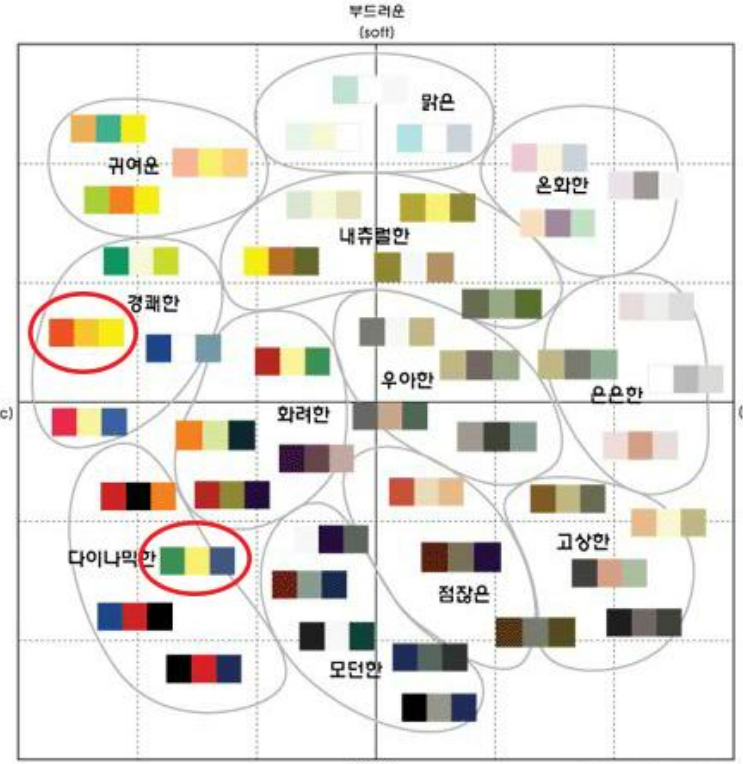 부드러운
(soft)
맑은
귀여운
온화한
내츄럴한
경쾌한
우아한
은은한
c)
(
화려한
다이나믹한
고상한
점잖은
모던한